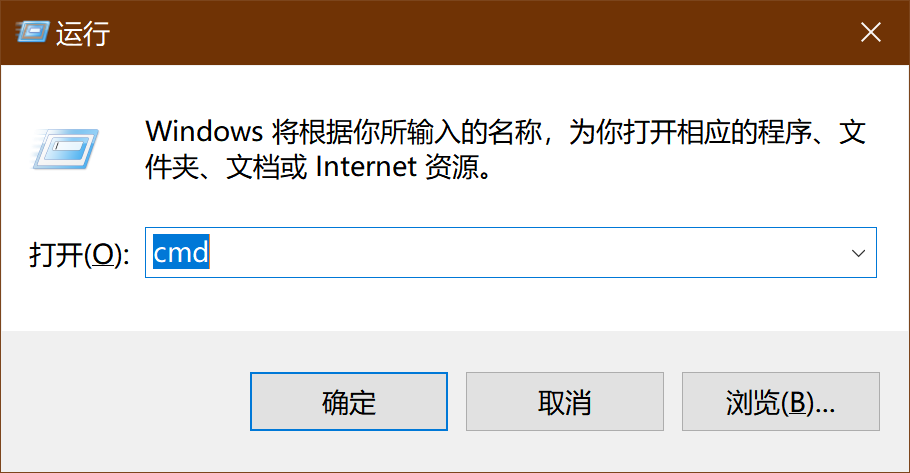 运行
Windows 将根据你所输入的名称，为你打开相应的程序、文
件夹、文档或 Internet 资源。
打开(O): cmd
确定 取消 浏览(B)...